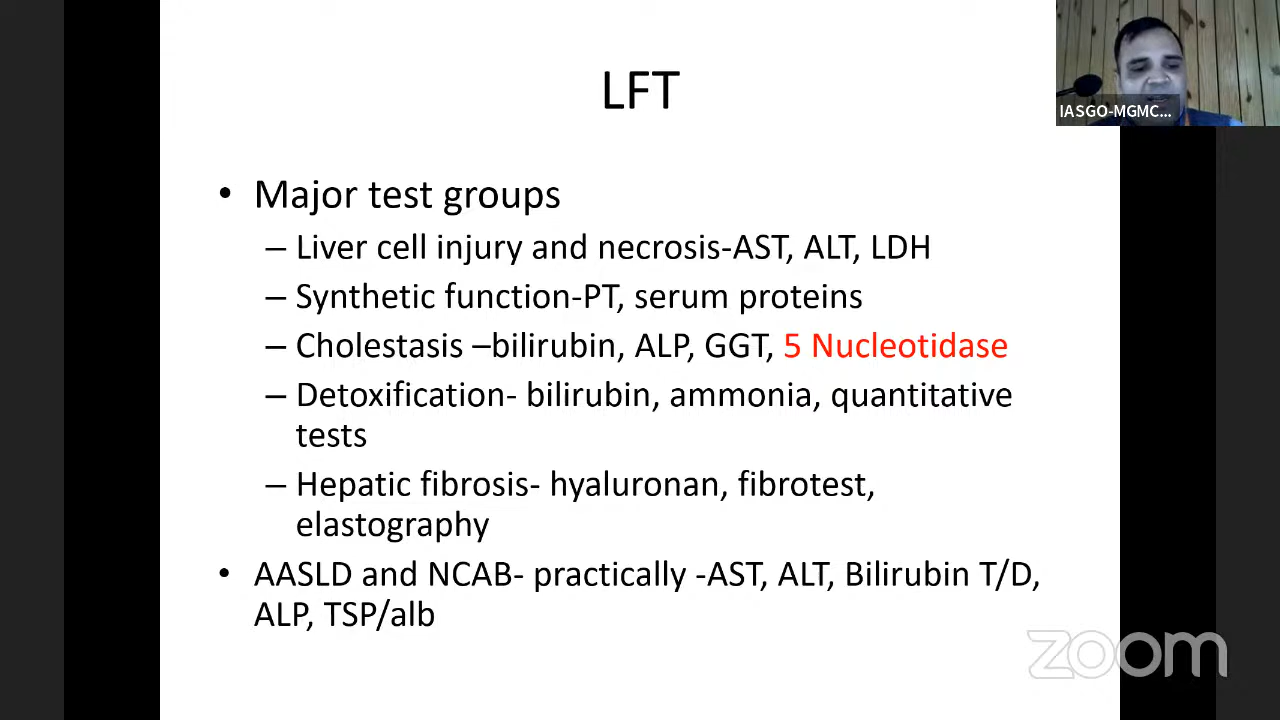 LFT
IASGO-MGMC...
• Major test groups
– Liver cell injury and necrosis-AST, ALT, LDH
– Synthetic function-PT, serum proteins
– Cholestasis –bilirubin, ALP, GGT, 5 Nucleotidase
– Detoxification- bilirubin, ammonia, quantitative
tests
– Hepatic fibrosis- hyaluronan, fibrotest,
elastography
• AASLD and NCAB- practically -AST, ALT, Bilirubin T/D,
ALP, TSP/alb
zoom